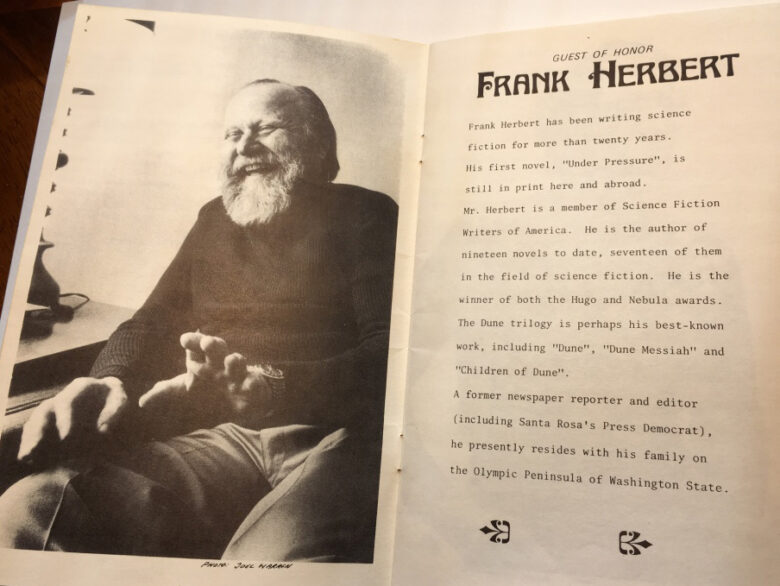 GUEST OF HONOR
FRANK HERBERT
Frank Herbert has been writing science
fiction for more than twenty years.
His first novel, "Under Pressure", is
still in print here and abroad.
Mr. Herbert is a member of Science Fiction
Writers of America.  He is the author of
nineteen novels to date, seventeen of them
in the field of science fiction.  He is the
winner of both the Hugo and Nebula awards.
The Dune trilogy is perhaps his best-known
work, including "Dune", "Dune Messiah" and
"Children of Dune".
A former newspaper reporter and editor
(including Santa Rosa's Press Democrat),
he presently resides with his family on
the Olympic Peninsula of Washington State.
PHOTO: JOEL WARREN